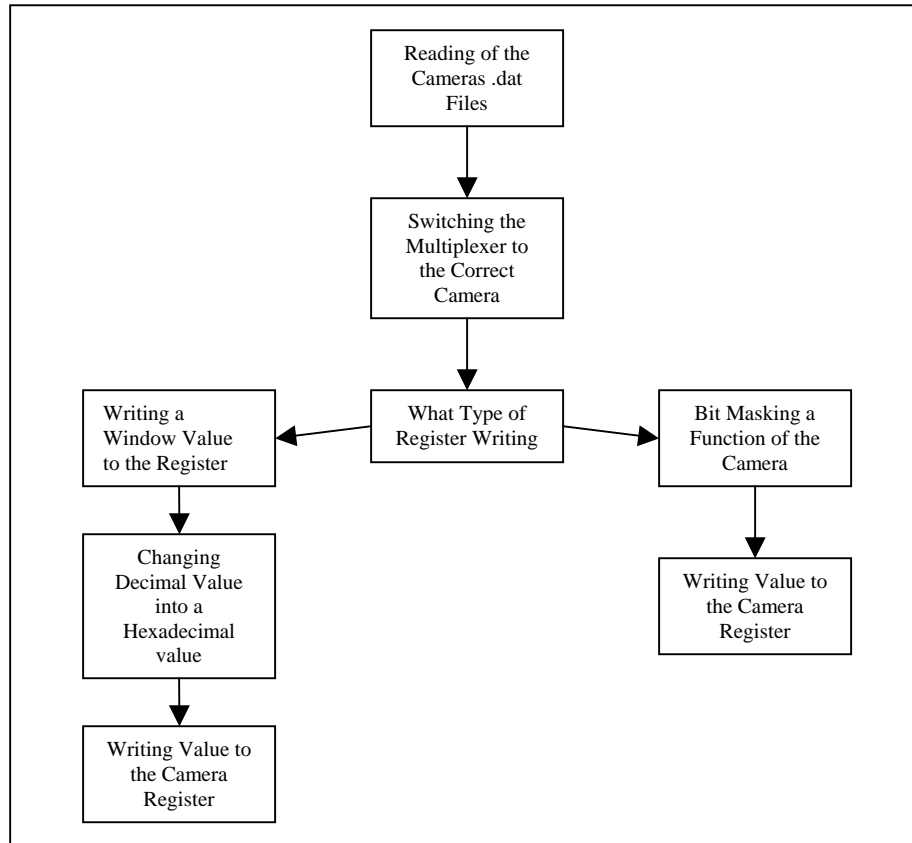 Reading of the
Cameras .dat
Files
Switching the
Multiplexer to
the Correct
Camera
What Type of
Register Writing
Writing a
Window Value
to the Register
Bit Masking a
Function of the
Camera
Changing
Decimal Value
into a
Hexadecimal
value
Writing Value to
the Camera
Register
Writing Value to
the Camera
Register